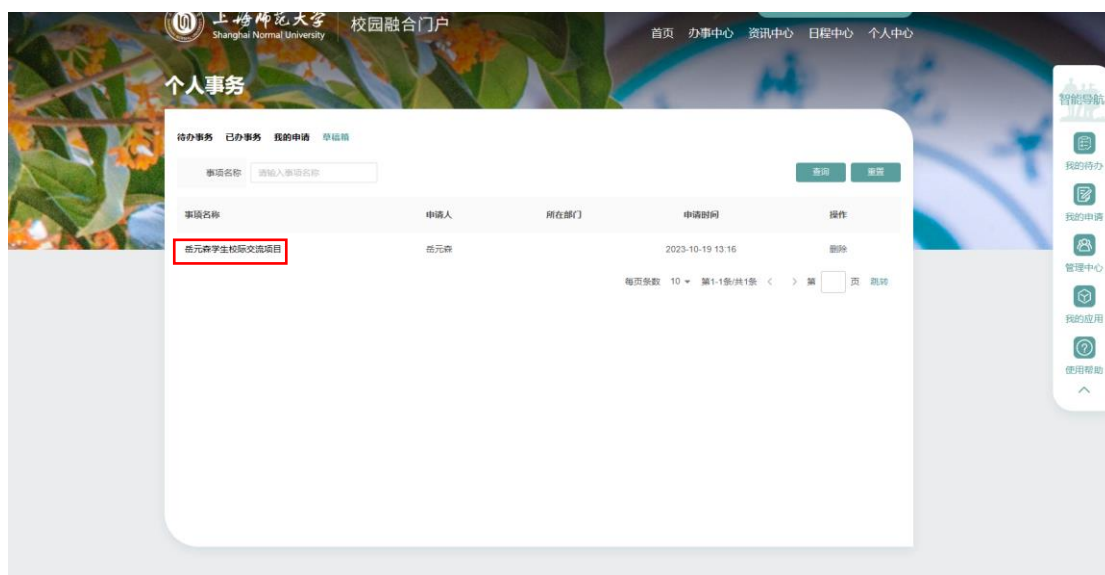 上海师范大学 校园融合门户
Shanghai Normal University
首页 办事中心 资讯中心 日程中心 个人中心
个人事务
待办事务 已办事务 我的申请 草稿箱
事项名称 请输入事项名称 查询 重置
事项名称 申请人 所在部门 申请时间 操作
岳元森学生校际交流项目 岳元森 2023-10-19 13:16 删除
每页条数 10 第1-1条/共1条 < > 第 页 跳转
智能导航
我的待办
我的申请
管理中心
我的应用
使用帮助